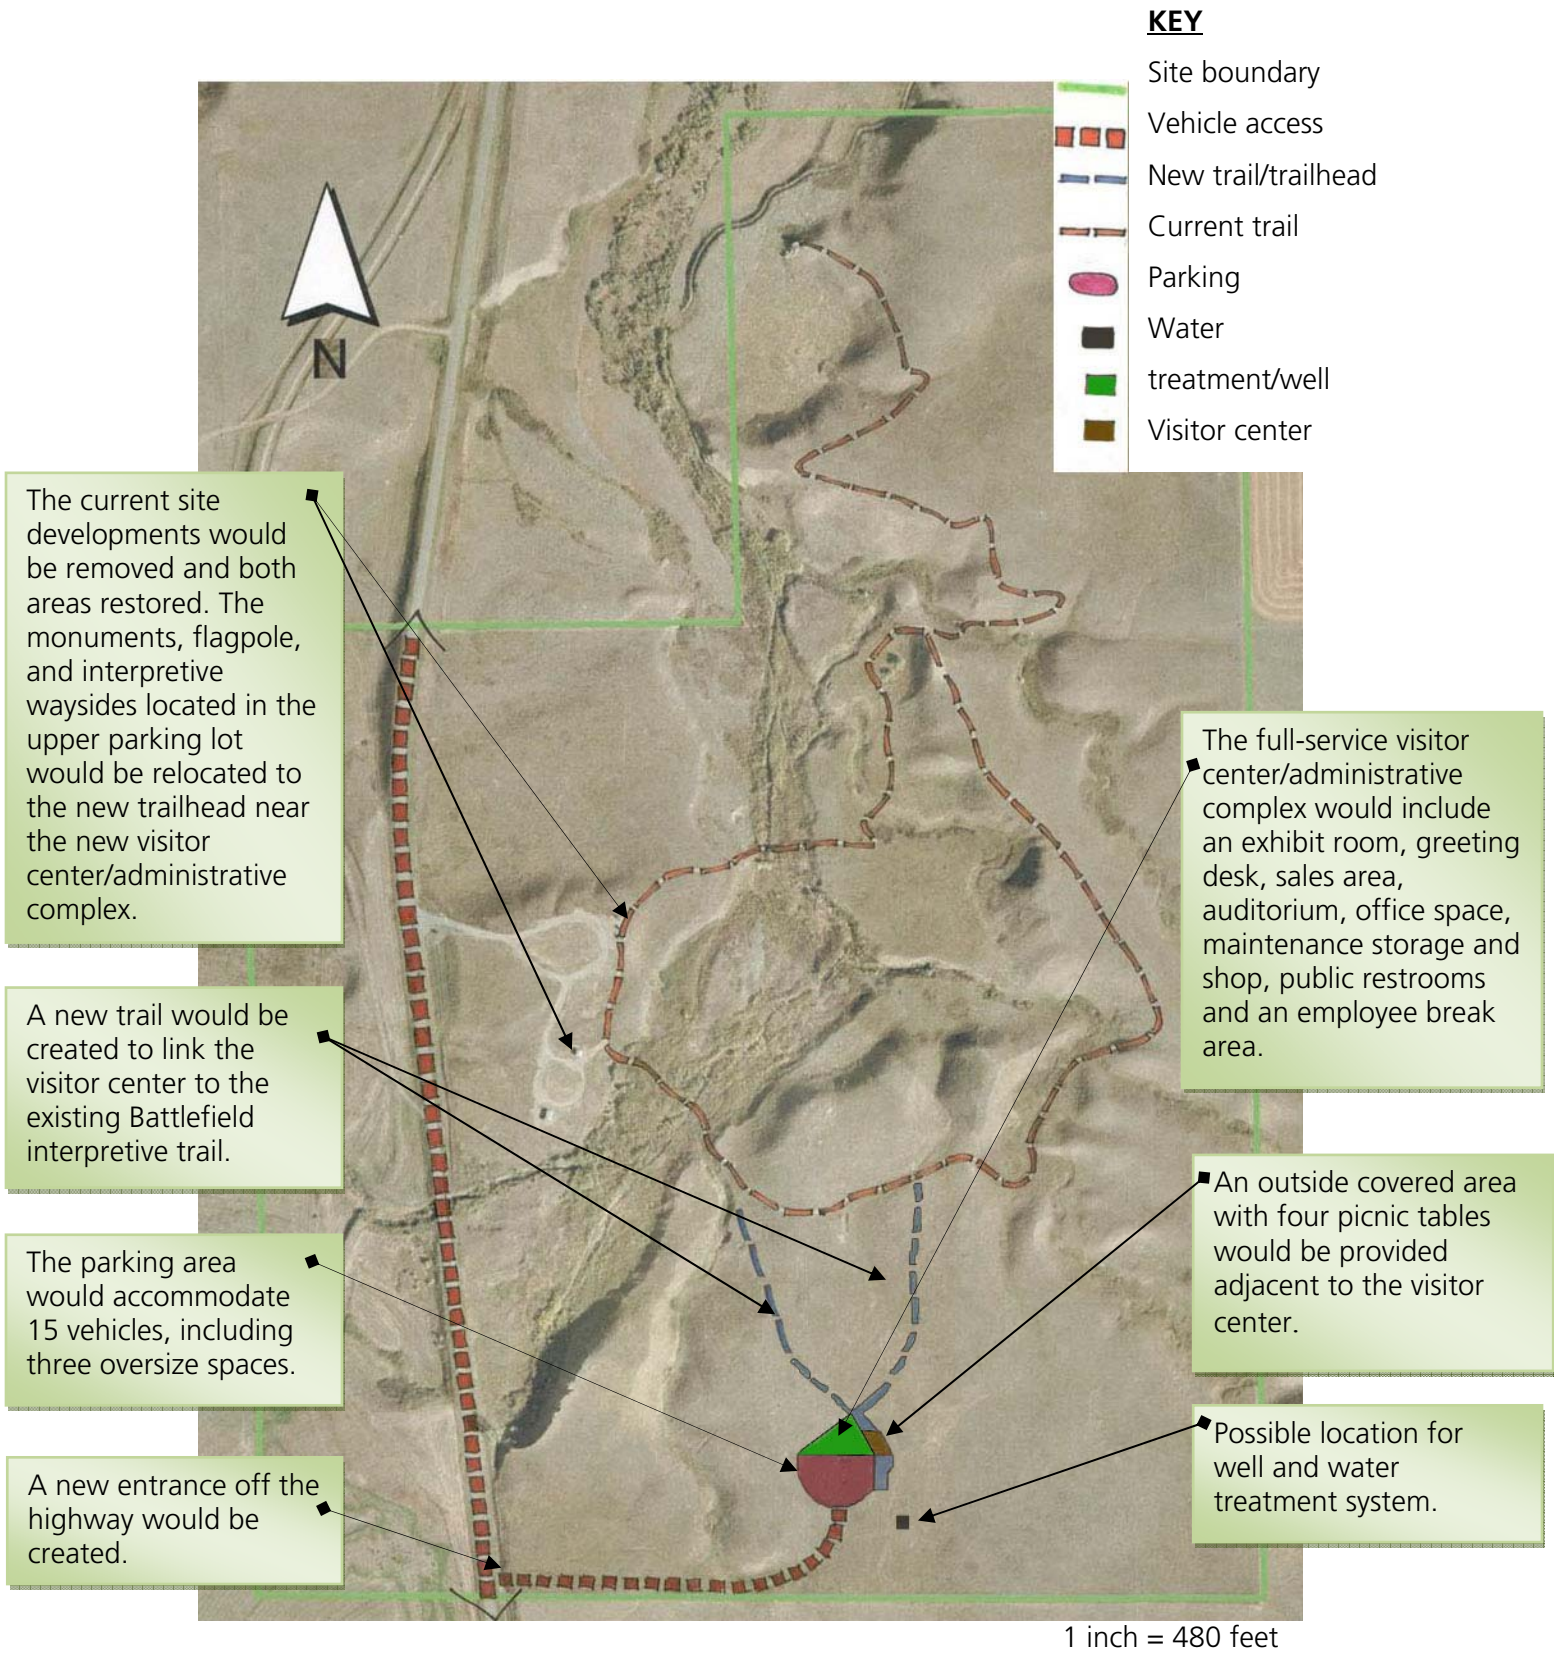 KEY
Site boundary
Vehicle access
New trail/trailhead
Current trail
Parking
Water
treatment/well
Visitor center
N
The current site
developments would
be removed and both
areas restored. The
monuments, flagpole,
and interpretive
waysides located in the
upper parking lot
would be relocated to
the new trailhead near
the new visitor
center/administrative
complex.
A new trail would be
created to link the
visitor center to the
existing Battlefield
interpretive trail.
The parking area
would accommodate
15 vehicles, including
three oversize spaces.
A new entrance off the
highway would be
created.
The full-service visitor
center/administrative
complex would include
an exhibit room, greeting
desk, sales area,
auditorium, office space,
maintenance storage and
shop, public restrooms
and an employee break
area.
An outside covered area
with four picnic tables
would be provided
adjacent to the visitor
center.
Possible location for
well and water
treatment system.
1 inch = 480 feet